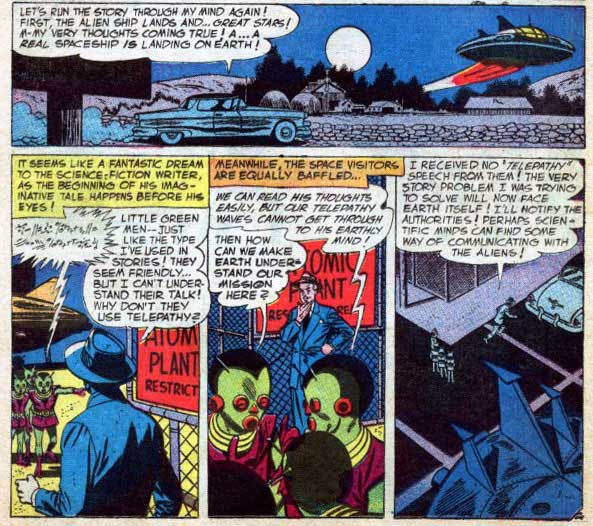 LET'S RUN THE STORY THROUGH MY MIND AGAIN!
FIRST, THE ALIEN SHIP LANDS AND... GREAT STARS!
M-MY VERY THOUGHTS COMING TRUE! A... A
REAL SPACESHIP IS LANDING ON EARTH!
IT SEEMS LIKE A FANTASTIC DREAM
TO THE SCIENCE-FICTION WRITER,
AS THE BEGINNING OF HIS IMAG-
INATIVE TALE HAPPENS BEFORE HIS
EYES!
LITTLE GREEN
MEN--JUST
LIKE THE TYPE
I'VE USED IN
STORIES! THEY
SEEM FRIENDLY...
BUT I CAN'T UNDER-
STAND THEIR TALK!
WHY DON'T THEY
USE TELEPATHY?
ATOM
PLANT
RESTRICT
MEANWHILE, THE SPACE VISITORS
ARE EQUALLY BAFFLED...
WE CAN READ HIS THOUGHTS
EASILY, BUT OUR TELEPATHY
WAVES CANNOT GET THROUGH
TO HIS EARTHLY
MIND!
THEN HOW
CAN WE MAKE
EARTH UNDER-
STAND OUR
MISSION
HERE?
TOMIC
PLANT
RES
RE
I RECEIVED NO "TELEPATHY"
SPEECH FROM THEM! THE VERY
STORY PROBLEM I WAS TRYING
TO SOLVE WILL NOW FACE
EARTH ITSELF! I'LL NOTIFY THE
AUTHORITIES! PERHAPS SCIEN-
TIFIC MINDS CAN FIND SOME
WAY OF COMMUNICATING WITH
THE ALIENS!